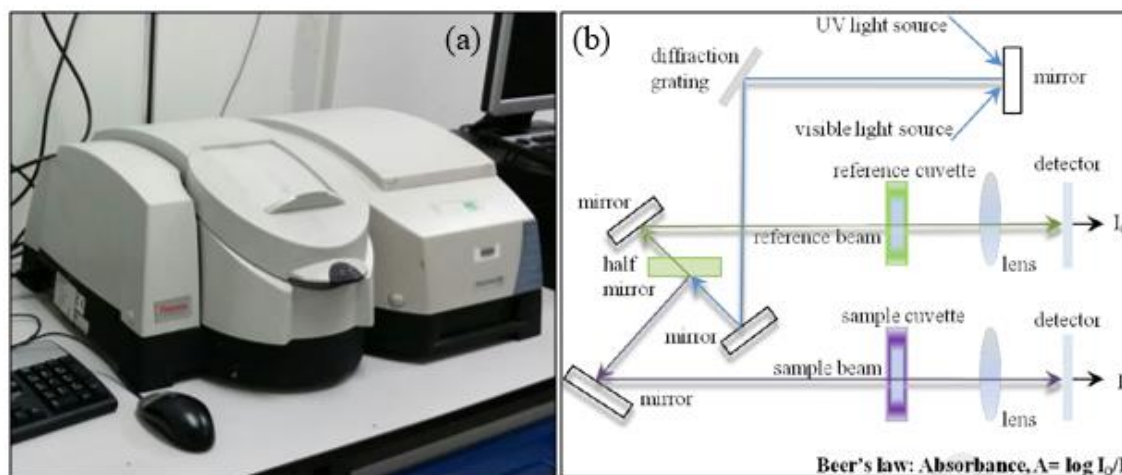 (a)
(b)
UV light source
diffraction
grating
mirror
visible light source
reference cuvette
detector
mirror
reference beam
lens
half
mirror
mirror
sample cuvette
detector
sample beam
mirror
lens
Beer's law: Absorbance, A= log I₀/I